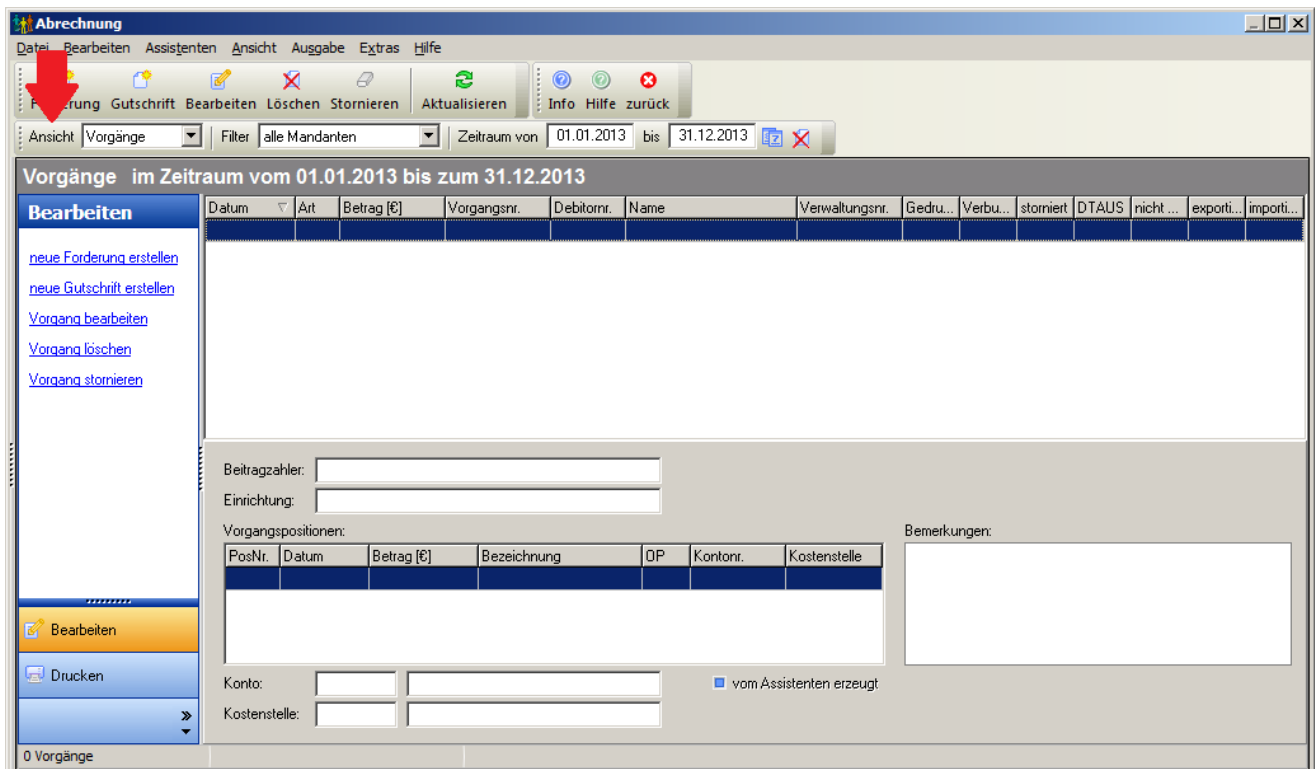 Abrechnung
Datei Bearbeiten Assistenten Ansicht Ausgabe Extras Hilfe
Gutschrift Bearbeiten Löschen Stornieren Aktualisieren Info Hilfe zurück
Ansicht Vorgänge Filter alle Mandanten Zeitraum von 01.01.2013 bis 31.12.2013
Vorgänge im Zeitraum vom 01.01.2013 bis zum 31.12.2013
Bearbeiten
Datum Art Betrag [€] Vorgangsnr. Debitornr. Name Verwaltungsnr. Gedru... Verbu... storniert DTAUS nicht ... exporti... importi...
neue Forderung erstellen
neue Gutschrift erstellen
Vorgang bearbeiten
Vorgang löschen
Vorgang stornieren
Beitragzahler:
Einrichtung:
Vorgangspositionen:
Bemerkungen:
PosNr. Datum Betrag [€] Bezeichnung OP Kontonr. Kostenstelle
Bearbeiten
Drucken
Konto:
vom Assistenten erzeugt
Kostenstelle:
0 Vorgänge